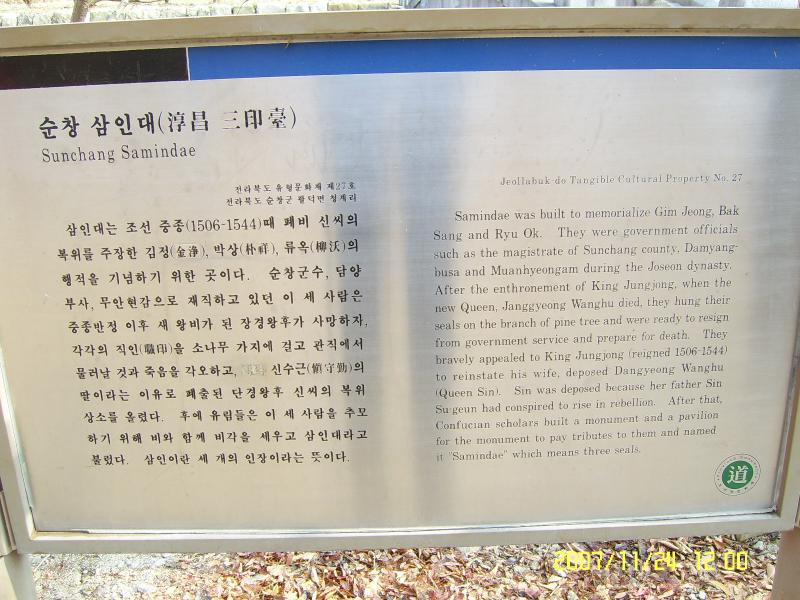 순창 삼인대(淳昌 三印臺)
Sunchang Samindae
전라북도 유형문화재 제27호
전라북도 순창군 팔덕면 청계리
삼인대는 조선 중종(1506-1544)때 폐비 신씨의
복위를 주장한 김정(金淨), 박상(朴祥), 류옥(柳沃)의
행적을 기념하기 위한 곳이다. 순창군수, 담양
부사, 무안현감으로 재직하고 있던 이 세 사람은
중종반정 이후 새 왕비가 된 장경왕후가 사망하자,
각각의 직인(職印)을 소나무 가지에 걸고 관직에서
물러날 것과 죽음을 각오하고, 신수근(愼守勤)의
딸이라는 이유로 폐출된 단경왕후 신씨의 복위
상소를 올렸다. 후에 유림들은 이 세 사람을 추모
하기 위해 비와 함께 비각을 세우고 삼인대라고
불렀다. 삼인이란 세 개의 인장이라는 뜻이다.
Jeollabuk-do Tangible Cultural Property No. 27
Samindae was built to memorialize Gim Jeong, Bak
Sang and Ryu Ok. They were government officials
such as the magistrate of Sunchang county, Damyang-
busa and Muanhyeongam during the Joseon dynasty.
After the enthronement of King Jungjong, when the
new Queen, Janggyeong Wanghu died, they hung their
seals on the branch of pine tree and were ready to resign
from government service and prepare for death. They
bravely appealed to King Jungjong (reigned 1506-1544)
to reinstate his wife, deposed Dangyeong Wanghu
(Queen Sin). Sin was deposed because her father Sin
Su-geun had conspired to rise in rebellion. After that,
Confucian scholars built a monument and a pavilion
for the monument to pay tributes to them and named
it "Samindae" which means three seals.
道
2007/11/24 12:00